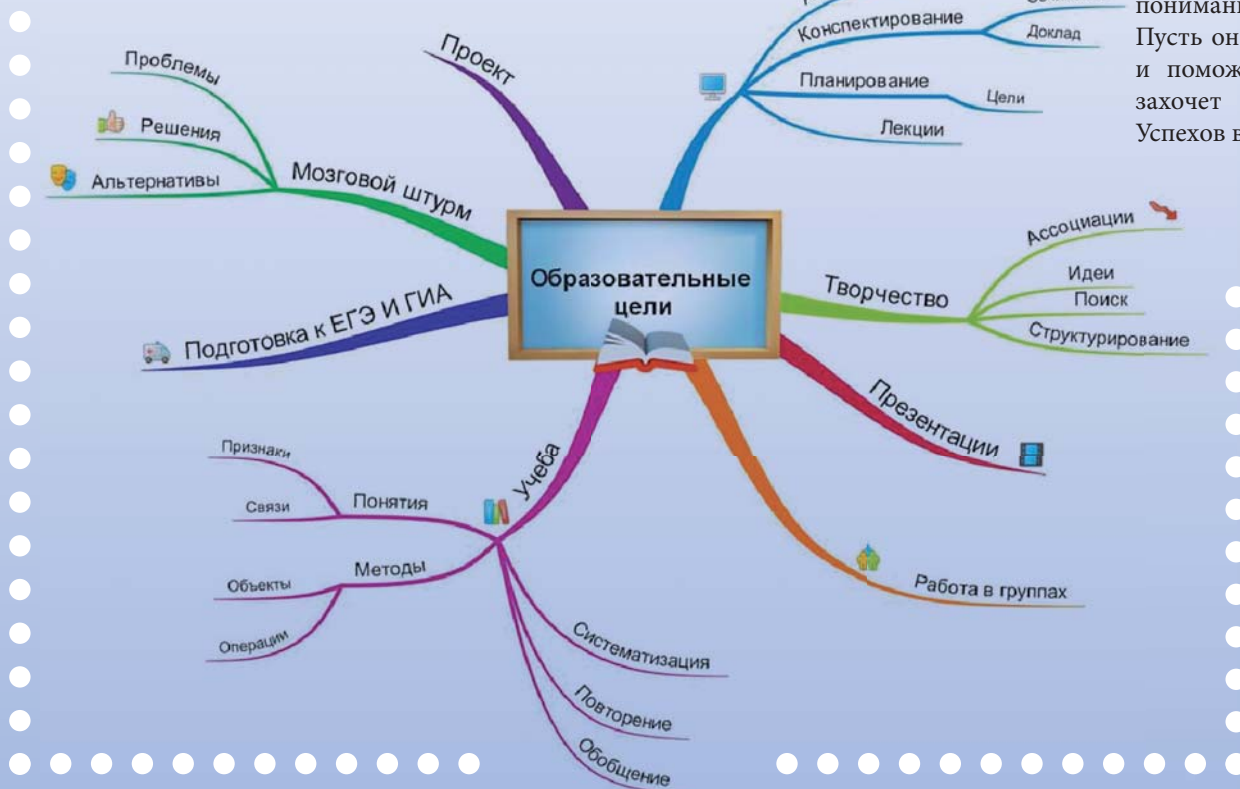 Конспектирование
Доклад
Планирование
Цели
Лекции
Пусть он
и помож
захочет
Успехов в
Проект
Проблемы
Решения
Альтернативы
Мозговой штурм
Образовательные
цели
Подготовка к ЕГЭ И ГИА
Ассоциации
Идеи
Поиск
Структурирование
Творчество
Презентации
Работа в группах
Учеба
Признаки
Связи
Понятия
Методы
Объекты
Операции
Систематизация
Повторение
Обобщение